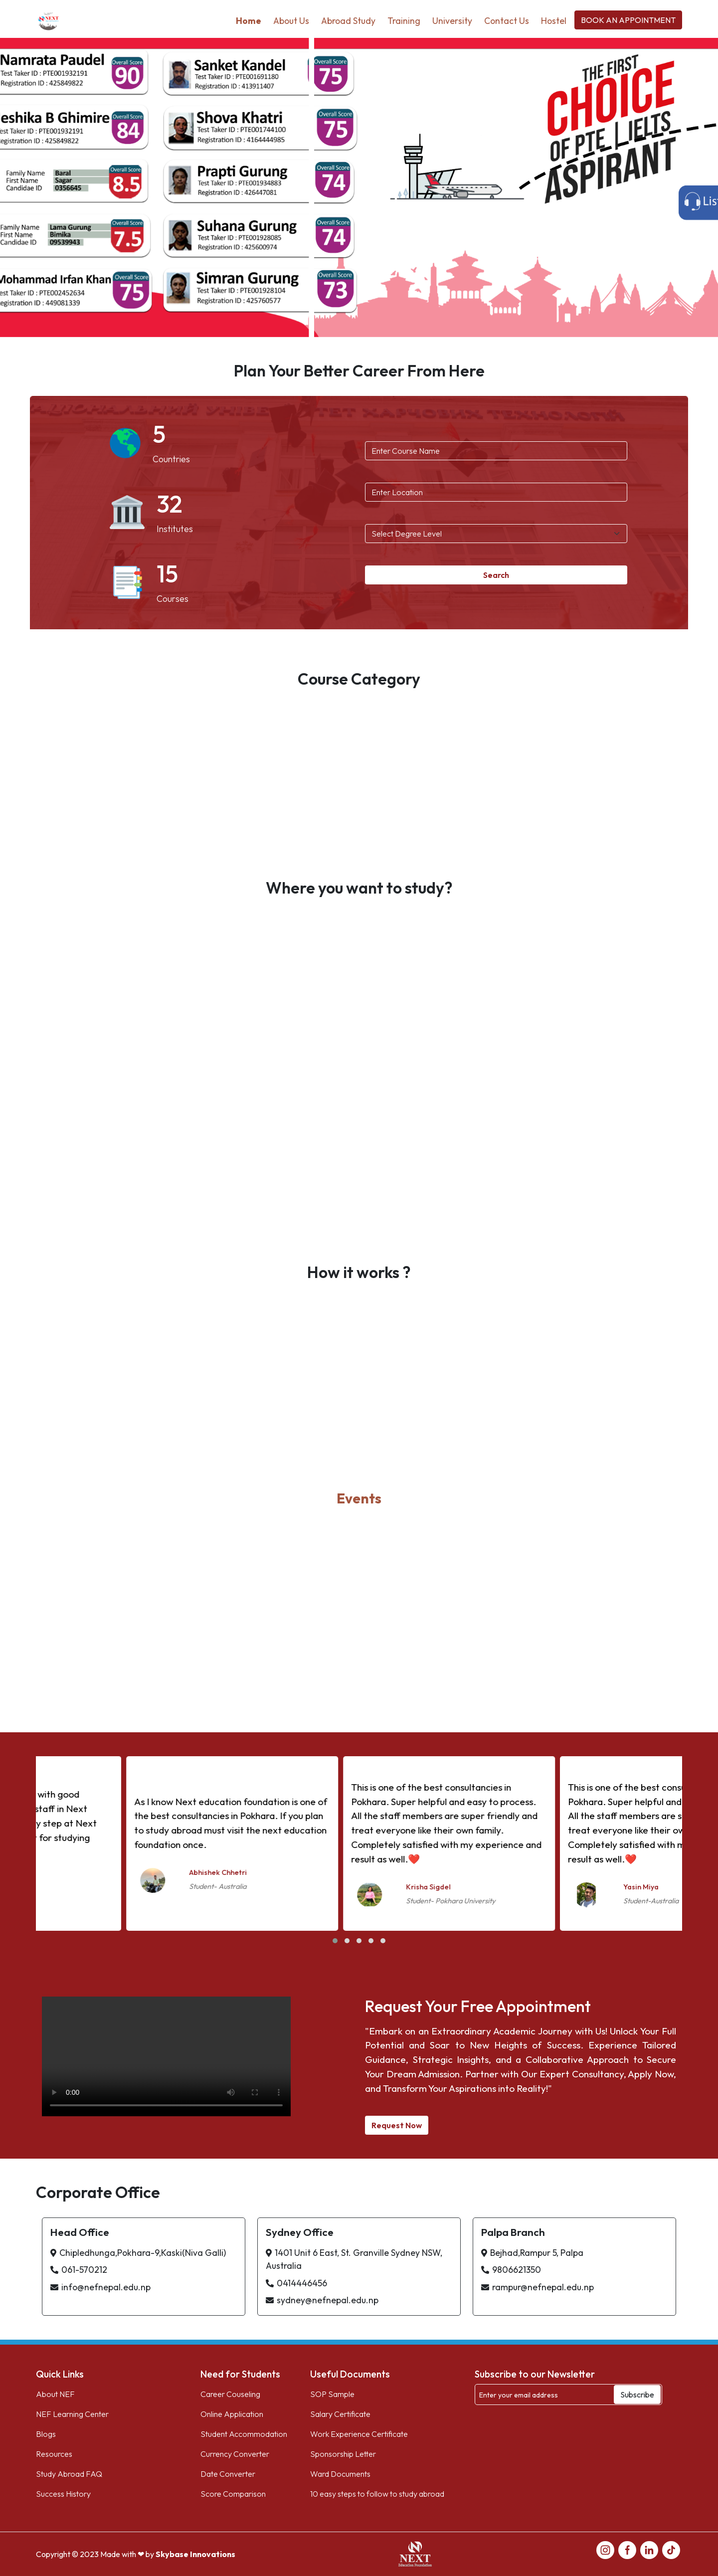 NEXT
Home
About Us
Abroad Study
Training
University
Contact Us
Hostel
BOOK AN APPOINTMENT
Namrata Paudel
Test Taker ID : PTE001932191
Registration ID : 425849822
Overall Score
90
eshika B Ghimire
Test Taker ID : PTE001932191
egistration ID : 425849822
Overall Score
84
Family Name Baral
First Name Sagar
Candidate ID 0356645
Overall Score
8.5
Family Name Lama Gurung
First Name Bimika
Candidate ID 09539943
Overall Score
7.5
Mohammad Irfan Khan
Test Taker ID : PTE002452634
egistration ID : 449081339
Overall Score
75
Sanket Kandel
Test Taker ID : PTE001691180
Registration ID : 413911407
Overall Score
75
Shova Khatri
Test Taker ID : PTE001744100
Registration ID : 4164444985
Overall Score
75
Prapti Gurung
Test Taker ID : PTE001934883
Registration ID : 426447081
Overall Score
74
Suhana Gurung
Test Taker ID : PTE001928085
Registration ID : 425600974
Overall Score
74
Simran Gurung
Test Taker ID : PTE001928104
Registration ID : 425760577
Overall Score
73
THE FIRST
CHOICE
OF PTE | IELTS
ASPIRANT
Lis
Plan Your Better Career From Here
5
Countries
32
Institutes
15
Courses
Enter Course Name
Enter Location
Select Degree Level
Search
Course Category
Where you want to study?
How it works ?
Events
with good
staff in Next
y step at Next
for studying
As I know Next education foundation is one of
the best consultancies in Pokhara. If you plan
to study abroad must visit the next education
foundation once.
Abhishek Chhetri
Student- Australia
This is one of the best consultancies in
Pokhara. Super helpful and easy to process.
All the staff members are super friendly and
treat everyone like their own family.
Completely satisfied with my experience and
result as well.❤️
Krisha Sigdel
Student- Pokhara University
This is one of the best consu
Pokhara. Super helpful and
All the staff members are s
treat everyone like their ow
Completely satisfied with m
result as well.❤️
Yasin Miya
Student-Australia
0:00
Request Your Free Appointment
"Embark on an Extraordinary Academic Journey with Us! Unlock Your Full
Potential and Soar to New Heights of Success. Experience Tailored
Guidance, Strategic Insights, and a Collaborative Approach to Secure
Your Dream Admission. Partner with Our Expert Consultancy, Apply Now,
and Transform Your Aspirations into Reality!"
Request Now
Corporate Office
Head Office
Chipledhunga,Pokhara-9,Kaski(Niva Galli)
061-570212
info@nefnepal.edu.np
Sydney Office
1401 Unit 6 East, St. Granville Sydney NSW,
Australia
0414446456
sydney@nefnepal.edu.np
Palpa Branch
Bejhad,Rampur 5, Palpa
9806621350
rampur@nefnepal.edu.np
Quick Links
About NEF
NEF Learning Center
Blogs
Resources
Study Abroad FAQ
Success History
Need for Students
Career Couseling
Online Application
Student Accommodation
Currency Converter
Date Converter
Score Comparison
Useful Documents
SOP Sample
Salary Certificate
Work Experience Certificate
Sponsorship Letter
Ward Documents
10 easy steps to follow to study abroad
Subscribe to our Newsletter
Enter your email address
Subscribe
Copyright © 2023 Made with ❤ by Skybase Innovations
NEXT
Education Foundation